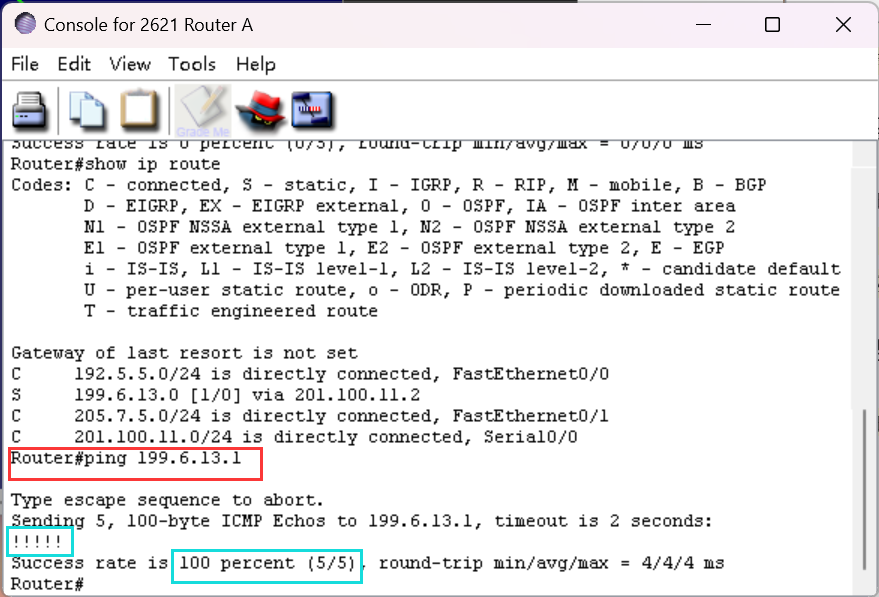 Console for 2621 Router A
File Edit View Tools Help
Grade Me
Success rate is 0 percent (0/5), round-trip min/avg/max = 0/0/0 ms
Router#show ip route
Codes: C - connected, S - static, I - IGRP, R - RIP, M - mobile, B - BGP
D - EIGRP, EX - EIGRP external, O - OSPF, IA - OSPF inter area
N1 - OSPF NSSA external type 1, N2 - OSPF NSSA external type 2
E1 - OSPF external type 1, E2 - OSPF external type 2, E - EGP
i - IS-IS, L1 - IS-IS level-1, L2 - IS-IS level-2, * - candidate default
U - per-user static route, o - ODR, P - periodic downloaded static route
T - traffic engineered route
Gateway of last resort is not set
C 192.5.5.0/24 is directly connected, FastEthernet0/0
S 199.6.13.0 [1/0] via 201.100.11.2
C 205.7.5.0/24 is directly connected, FastEthernet0/1
C 201.100.11.0/24 is directly connected, Serial0/0
Router#ping 199.6.13.1
Type escape sequence to abort.
Sending 5, 100-byte ICMP Echos to 199.6.13.1, timeout is 2 seconds:
!!!!!
Success rate is 100 percent (5/5), round-trip min/avg/max = 4/4/4 ms
Router#